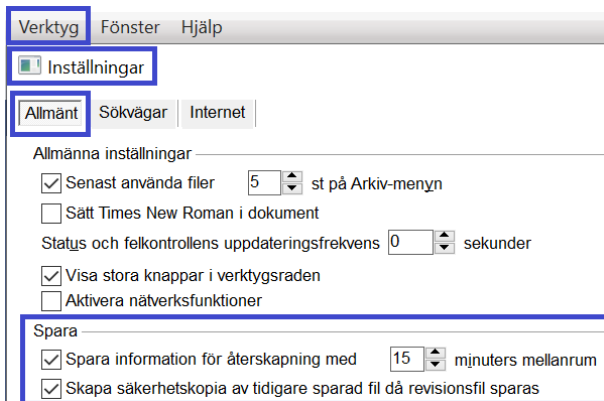 Verktyg Fönster Hjälp
Inställningar
Allmänt Sökvägar Internet
Allmänna inställningar
Senast använda filer 5 st på Arkiv-menyn
Sätt Times New Roman i dokument
Status och felkontrollens uppdateringsfrekvens 0 sekunder
Visa stora knappar i verktygsraden
Aktivera nätverksfunktioner
Spara
Spara information för återskapning med 15 minuters mellanrum
Skapa säkerhetskopia av tidigare sparad fil då revisionsfil sparas